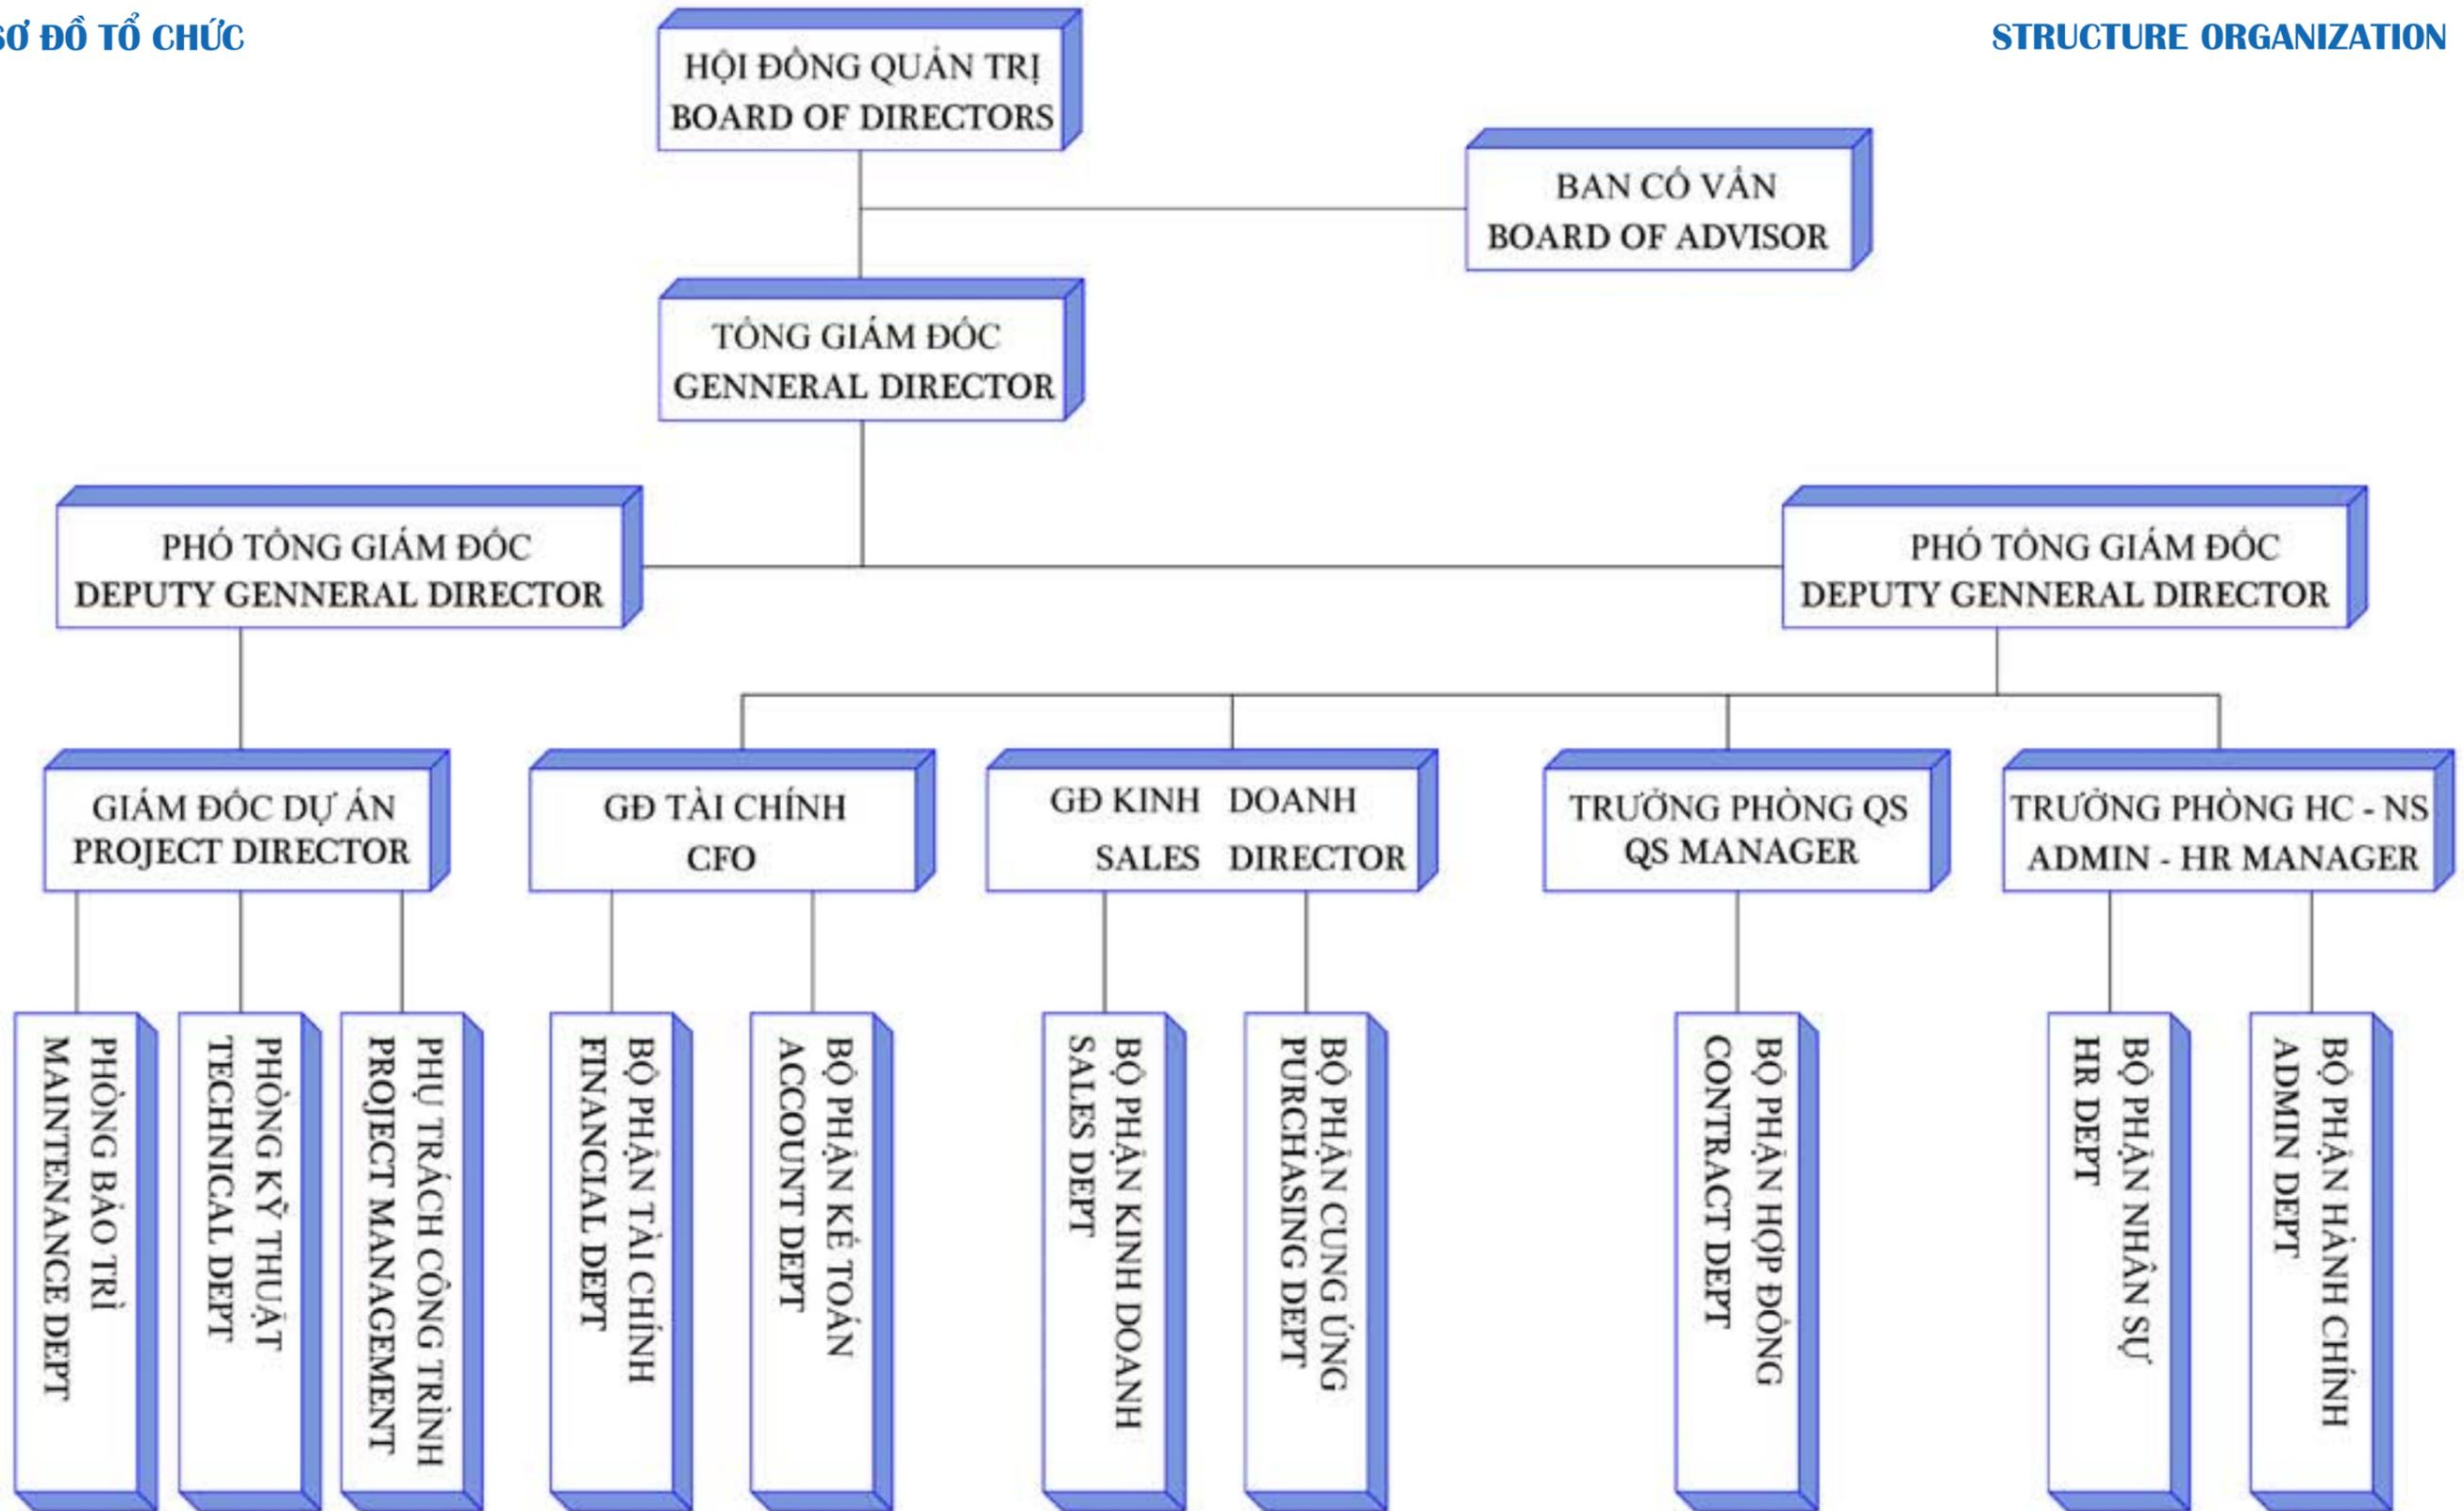 SƠ ĐỒ TỔ CHỨC
STRUCTURE ORGANIZATION
HỘI ĐỒNG QUẢN TRỊ
BOARD OF DIRECTORS
BAN CỐ VẤN
BOARD OF ADVISOR
TỔNG GIÁM ĐỐC
GENNERAL DIRECTOR
PHÓ TỔNG GIÁM ĐỐC
DEPUTY GENNERAL DIRECTOR
PHÓ TỔNG GIÁM ĐỐC
DEPUTY GENNERAL DIRECTOR
GIÁM ĐỐC DỰ ÁN
PROJECT DIRECTOR
GĐ TÀI CHÍNH
CFO
GĐ KINH DOANH
SALES DIRECTOR
TRƯỞNG PHÒNG QS
QS MANAGER
TRƯỞNG PHÒNG HC - NS
ADMIN - HR MANAGER
PHÒNG BẢO TRÌ
MAINTENANCE DEPT
PHÒNG KỸ THUẬT
TECHNICAL DEPT
PHỤ TRÁCH CÔNG TRÌNH
PROJECT MANAGEMENT
BỘ PHẬN TÀI CHÍNH
FINANCIAL DEPT
BỘ PHẬN KẾ TOÁN
ACCOUNT DEPT
BỘ PHẬN KINH DOANH
SALES DEPT
BỘ PHẬN CUNG ỨNG
PURCHASING DEPT
BỘ PHẬN HỢP ĐỒNG
CONTRACT DEPT
BỘ PHẬN NHÂN SỰ
HR DEPT
BỘ PHẬN HÀNH CHÍNH
ADMIN DEPT